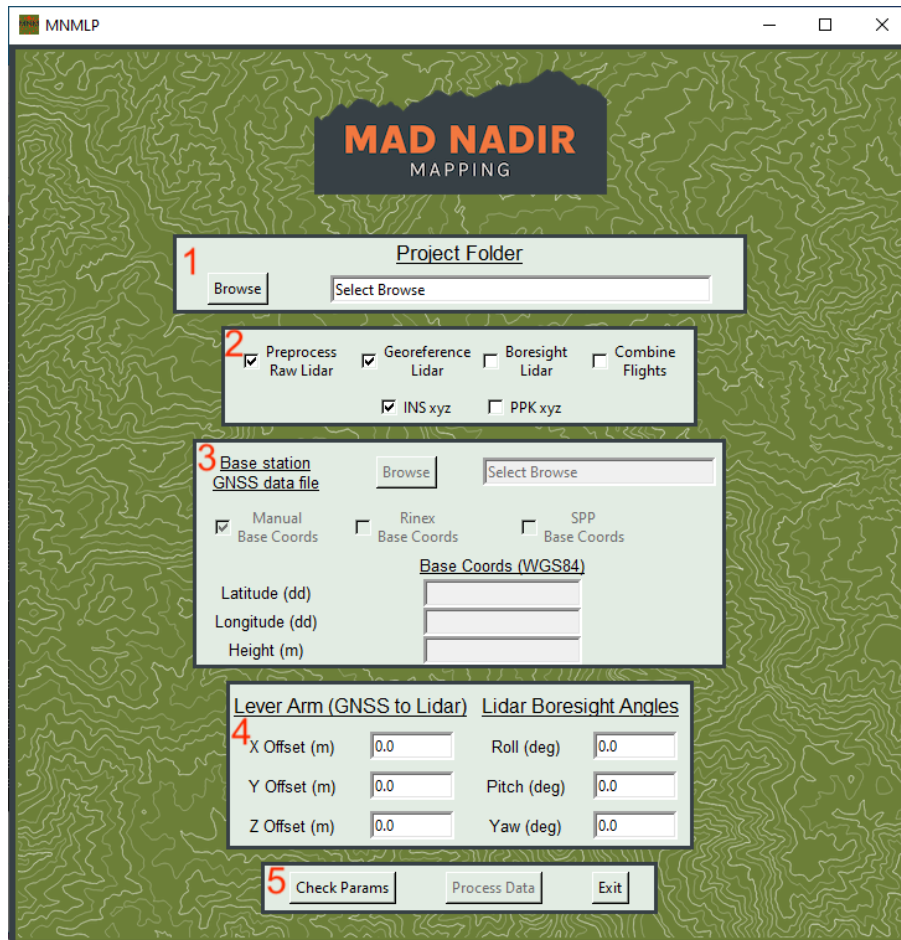 MNMLP
MAD NADIR
MAPPING
1
Project Folder
Browse
Select Browse
2
Preprocess
Raw Lidar
Georeference
Lidar
Boresight
Lidar
Combine
Flights
INS xyz
PPK xyz
3
Base station
GNSS data file
Browse
Select Browse
Manual
Base Coords
Rinex
Base Coords
SPP
Base Coords
Base Coords (WGS84)
Latitude (dd)
Longitude (dd)
Height (m)
Lever Arm (GNSS to Lidar)
Lidar Boresight Angles
4
X Offset (m)
0.0
Roll (deg)
0.0
Y Offset (m)
0.0
Pitch (deg)
0.0
Z Offset (m)
0.0
Yaw (deg)
0.0
5
Check Params
Process Data
Exit